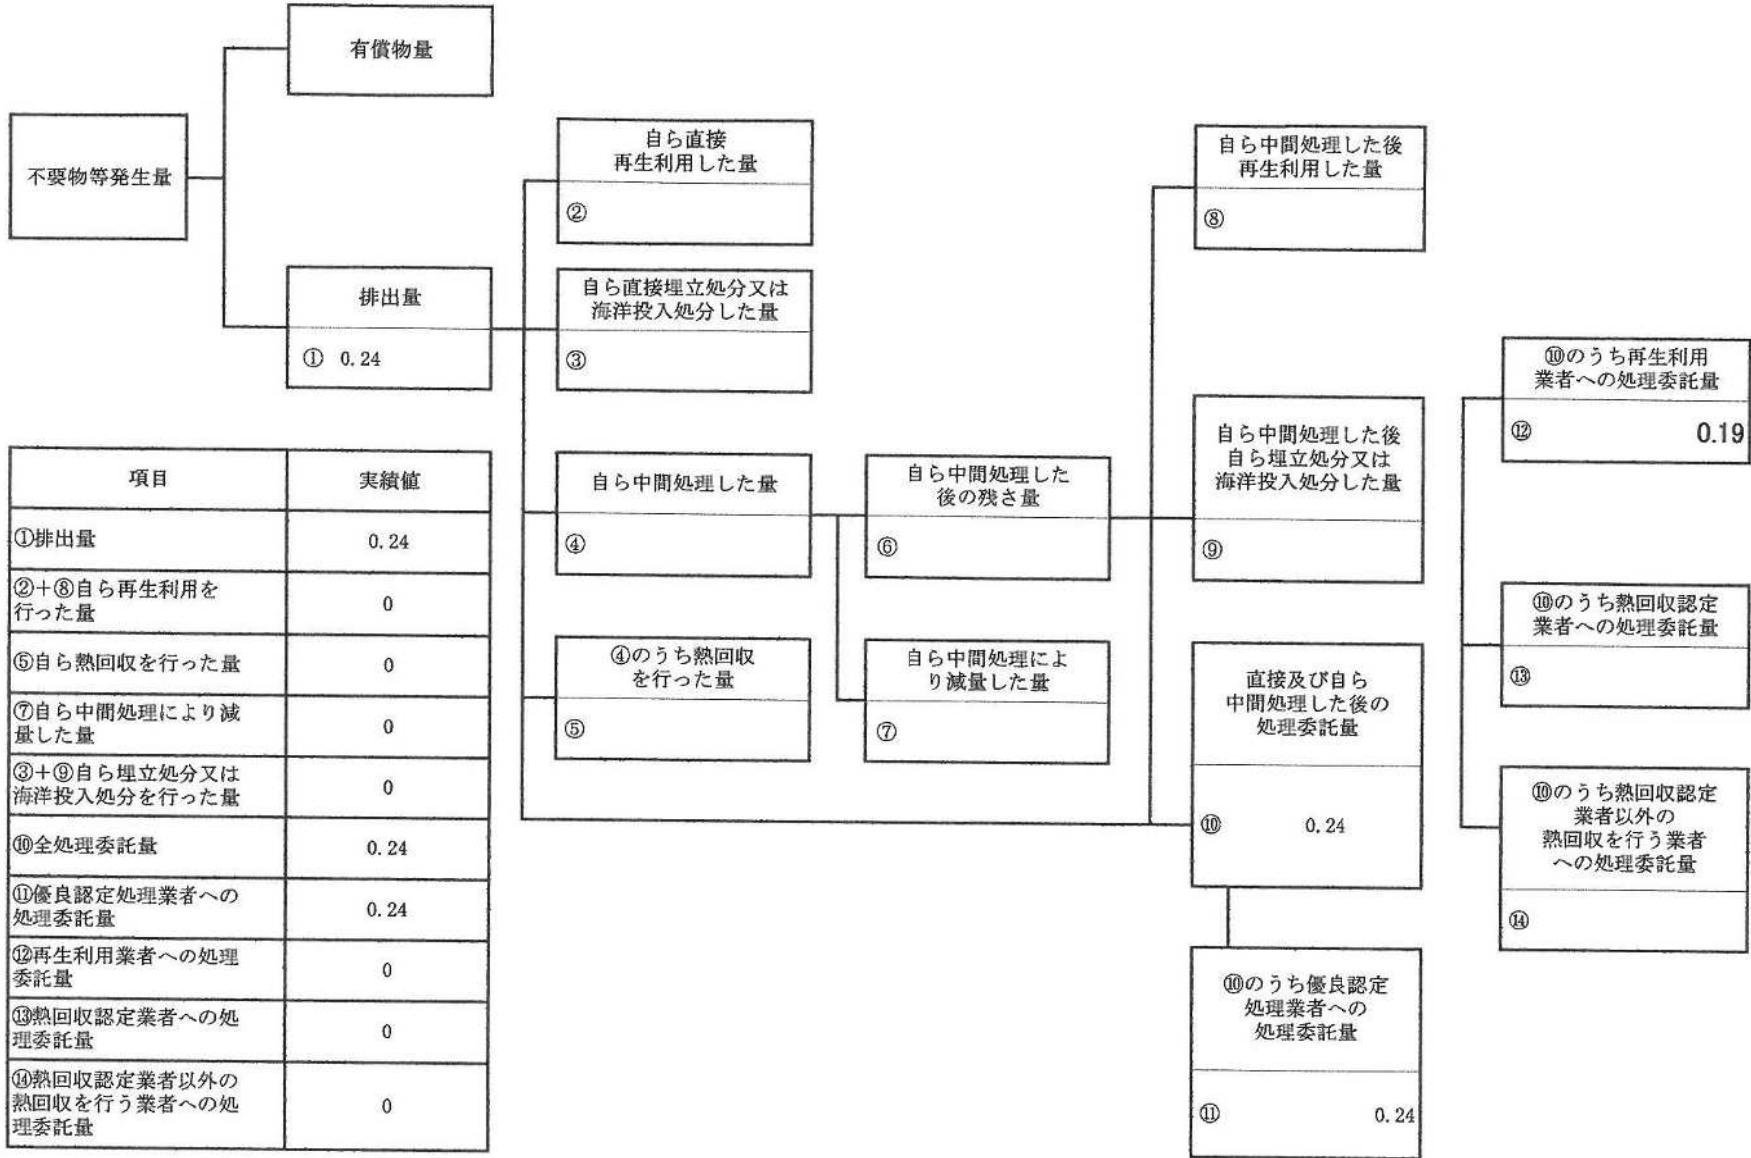 有償物量
不要物等発生量
排出量
① 0.24
自ら直接
再生利用した量
②
自ら直接埋立処分又は
海洋投入処分した量
③
自ら中間処理した量
④
④のうち熱回収
を行った量
⑤
自ら中間処理した
後の残さ量
⑥
自ら中間処理によ
り減量した量
⑦
自ら中間処理した後
再生利用した量
⑧
自ら中間処理した後
自ら埋立処分又は
海洋投入処分した量
⑨
直接及び自ら
中間処理した後の
処理委託量
⑩ 0.24
⑩のうち優良認定
処理業者への
処理委託量
⑪ 0.24
⑩のうち再生利用
業者への処理委託量
⑫ 0.19
⑩のうち熱回収認定
業者への処理委託量
⑬
⑩のうち熱回収認定
業者以外の
熱回収を行う業者
への処理委託量
⑭
項目 実績値
①排出量 0.24
②+⑧自ら再生利用を
行った量 0
⑤自ら熱回収を行った量 0
⑦自ら中間処理により減
量した量 0
③+⑨自ら埋立処分又は
海洋投入処分を行った量 0
⑩全処理委託量 0.24
⑪優良認定処理業者への
処理委託量 0.24
⑫再生利用業者への処理
委託量 0
⑬熱回収認定業者への処
理委託量 0
⑭熱回収認定業者以外の
熱回収を行う業者への処
理委託量 0